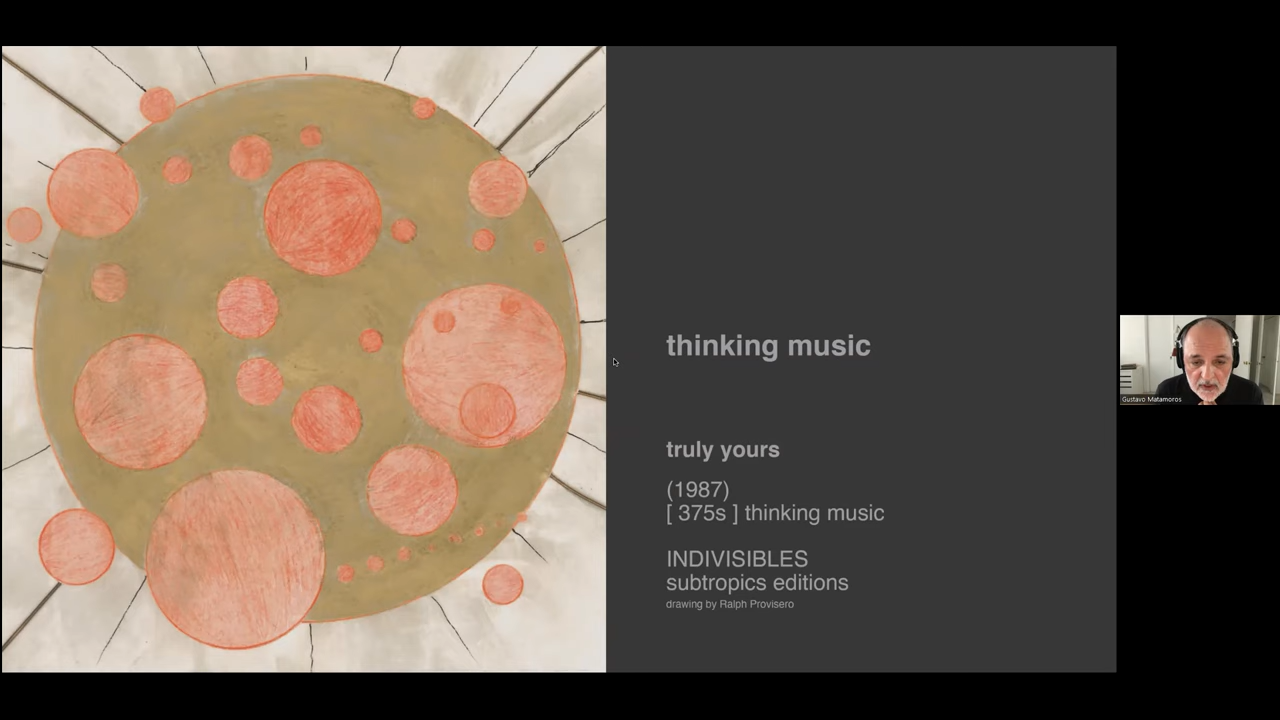 thinking music
truly yours
(1987)
[ 375s ] thinking music
INDIVISIBLES
subtropics editions
drawing by Ralph Provisero
Gustavo Matamoros